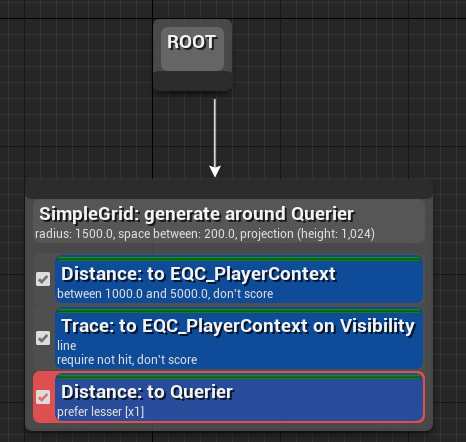 ROOT
SimpleGrid: generate around Querier
radius: 1500.0, space between: 200.0, projection (height: 1,024)
Distance: to EQC_PlayerContext
between 1000.0 and 5000.0, don't score
Trace: to EQC_PlayerContext on Visibility
line
require not hit, don't score
Distance: to Querier
prefer lesser [x1]